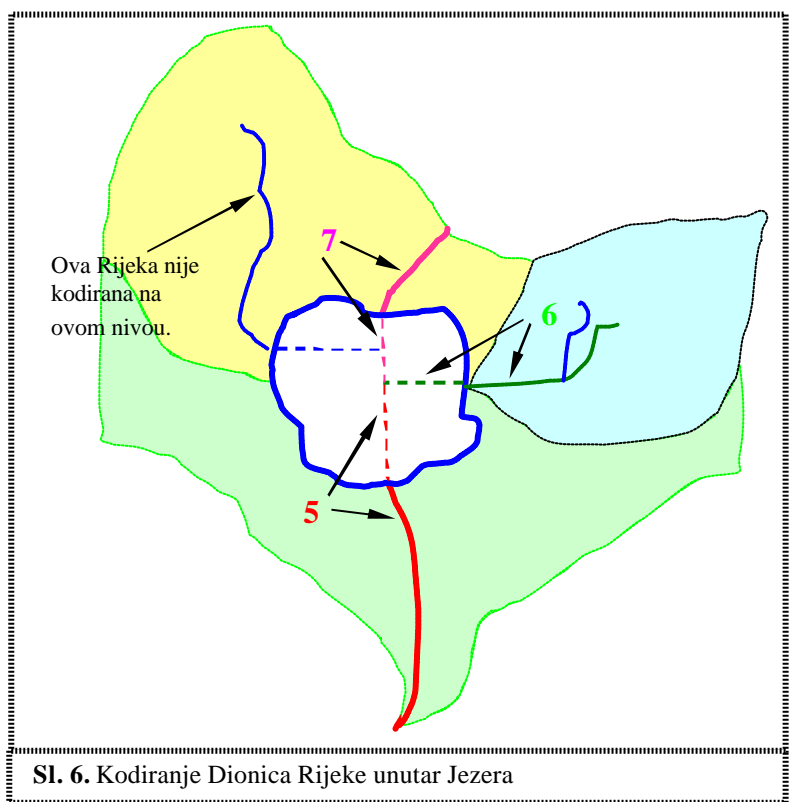 7
Ova Rijeka nije
kodirana na
ovom nivou.
6
5
Sl. 6. Kodiranje Dionica Rijeke unutar Jezera